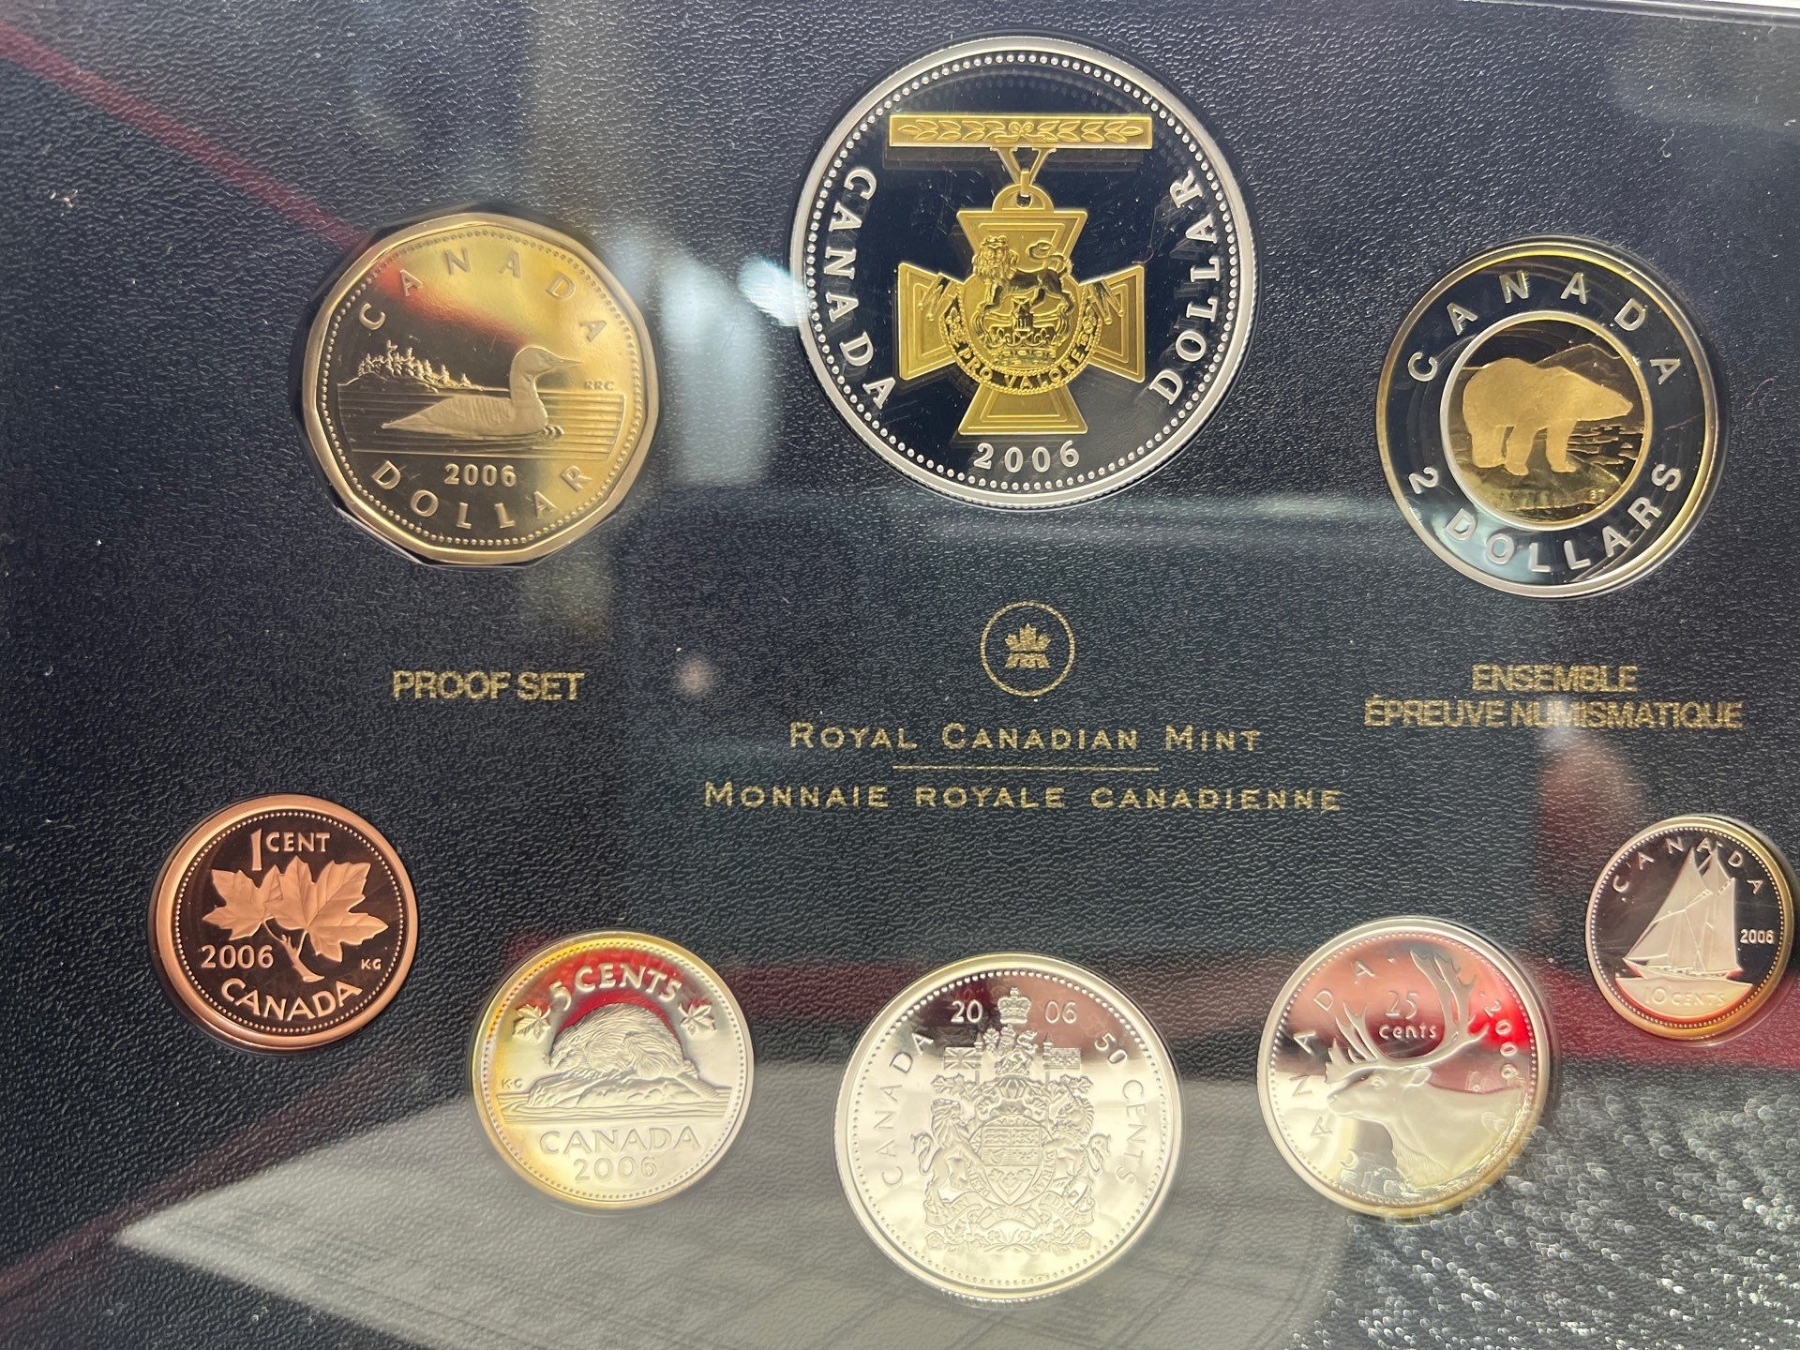 CANADA
DOLLAR
PRO VALORE
2006
CANADA
RRC
2006
DOLLAR
CANADA
2 DOLLARS
PROOF SET
ENSEMBLE
ÉPREUVE NUMISMATIQUE
ROYAL CANADIAN MINT
MONNAIE ROYALE CANADIENNE
1 CENT
2006
KG
CANADA
5 CENTS
KG
CANADA
2006
2006
CANADA
50 CENTS
CANADA
25
cents
2006
CANADA
2006
10 CENTS